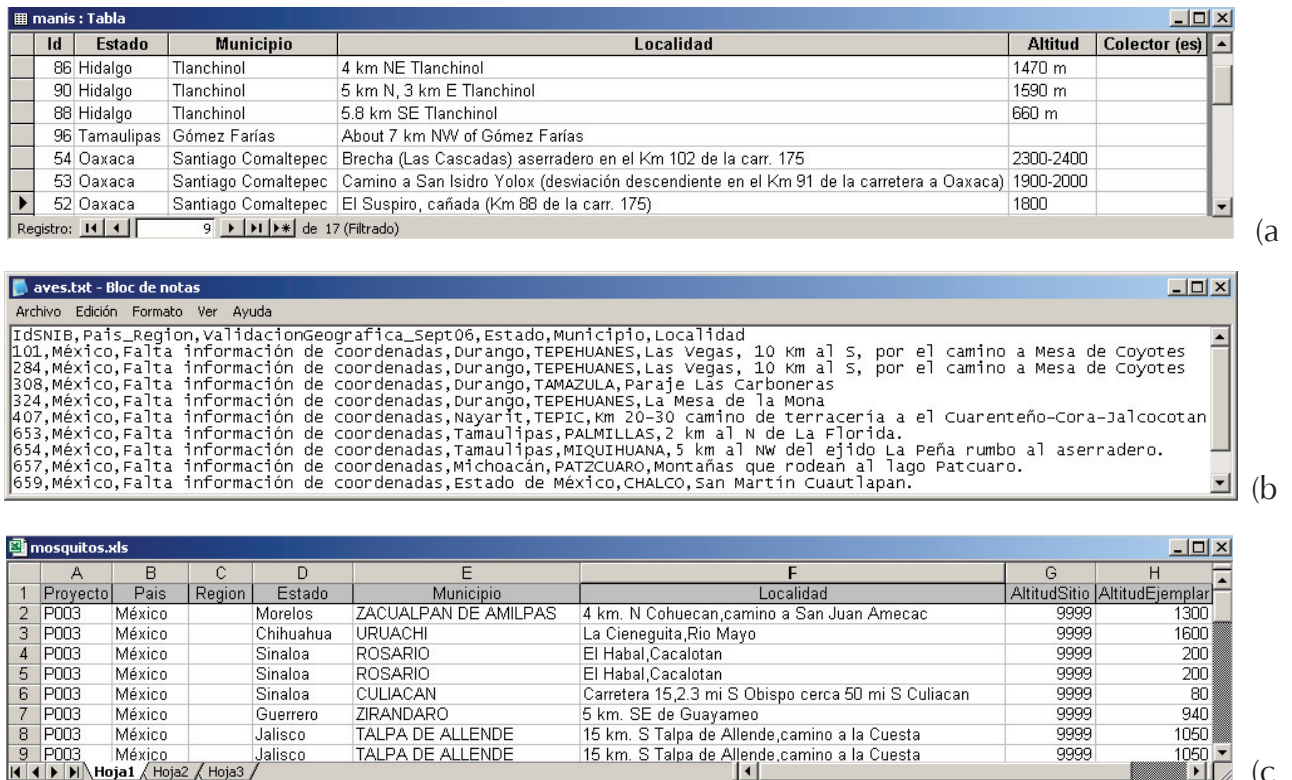 manis : Tabla
Id Estado Municipio Localidad Altitud Colector (es)
86 Hidalgo Tlanchinol 4 km NE Tlanchinol 1470 m
90 Hidalgo Tlanchinol 5 km N, 3 km E Tlanchinol 1590 m
88 Hidalgo Tlanchinol 5.8 km SE Tlanchinol 660 m
96 Tamaulipas Gómez Farías About 7 km NW of Gómez Farías
54 Oaxaca Santiago Comaltepec Brecha (Las Cascadas) aserradero en el Km 102 de la carr. 175 2300-2400
53 Oaxaca Santiago Comaltepec Camino a San Isidro Yolox (desviación descendiente en el Km 91 de la carretera a Oaxaca) 1900-2000
52 Oaxaca Santiago Comaltepec El Suspiro, cañada (Km 88 de la carr. 175) 1800
Registro: 9 de 17 (Filtrado)
(a
aves.txt - Bloc de notas
Archivo Edición Formato Ver Ayuda
IdSNIB,Pais_Region,ValidacionGeografica_Sept06,Estado,Municipio,Localidad
101,México,Falta información de coordenadas,Durango,TEPEHUANES,Las Vegas, 10 Km al S, por el camino a Mesa de Coyotes
284,México,Falta información de coordenadas,Durango,TEPEHUANES,Las Vegas, 10 Km al S, por el camino a Mesa de Coyotes
308,México,Falta información de coordenadas,Durango,TAMAZULA,Paraje Las Carboneras
324,México,Falta información de coordenadas,Durango,TEPEHUANES,La Mesa de la Mona
407,México,Falta información de coordenadas,Nayarit,TEPIC,Km 20-30 camino de terracería a el Cuarenteño-Cora-Jalcocotan
653,México,Falta información de coordenadas,Tamaulipas,PALMILLAS,2 km al N de La Florida.
654,México,Falta información de coordenadas,Tamaulipas,MIQUIHUANA,5 km al NW del ejido La Peña rumbo al aserradero.
657,México,Falta información de coordenadas,Michoacán,PATZCUARO,Montañas que rodean al lago Patcuaro.
659,México,Falta información de coordenadas,Estado de México,CHALCO,San Martín Cuautlapan.
(b
mosquitos.xls
A B C D E F G H
1 Proyecto Pais Region Estado Municipio Localidad AltitudSitio AltitudEjemplar
2 P003 México Morelos ZACUALPAN DE AMILPAS 4 km. N Cohuecan,camino a San Juan Amecac 9999 1300
3 P003 México Chihuahua URUACHI La Cieneguita,Rio Mayo 9999 1600
4 P003 México Sinaloa ROSARIO El Habal,Cacalotan 9999 200
5 P003 México Sinaloa ROSARIO El Habal,Cacalotan 9999 200
6 P003 México Sinaloa CULIACAN Carretera 15,2.3 mi S Obispo cerca 50 mi S Culiacan 9999 80
7 P003 México Guerrero ZIRANDARO 5 km. SE de Guayameo 9999 940
8 P003 México Jalisco TALPA DE ALLENDE 15 km. S Talpa de Allende,camino a la Cuesta 9999 1050
9 P003 México Jalisco TALPA DE ALLENDE 15 km. S Talpa de Allende,camino a la Cuesta 9999 1050
Hoja1 Hoja2 Hoja3
(c